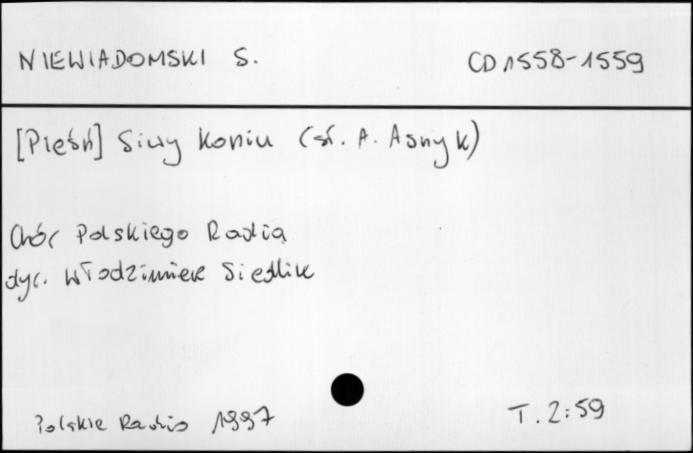 NIEWIADOMSKI S. CD 1558-1559
[Pieśń] Siwy Koniu (sł. A. Asnyk)
Chór Polskiego Radia
dyr. Włodzimierz Siedlik
Polskie Radio 1997 T. 2:59